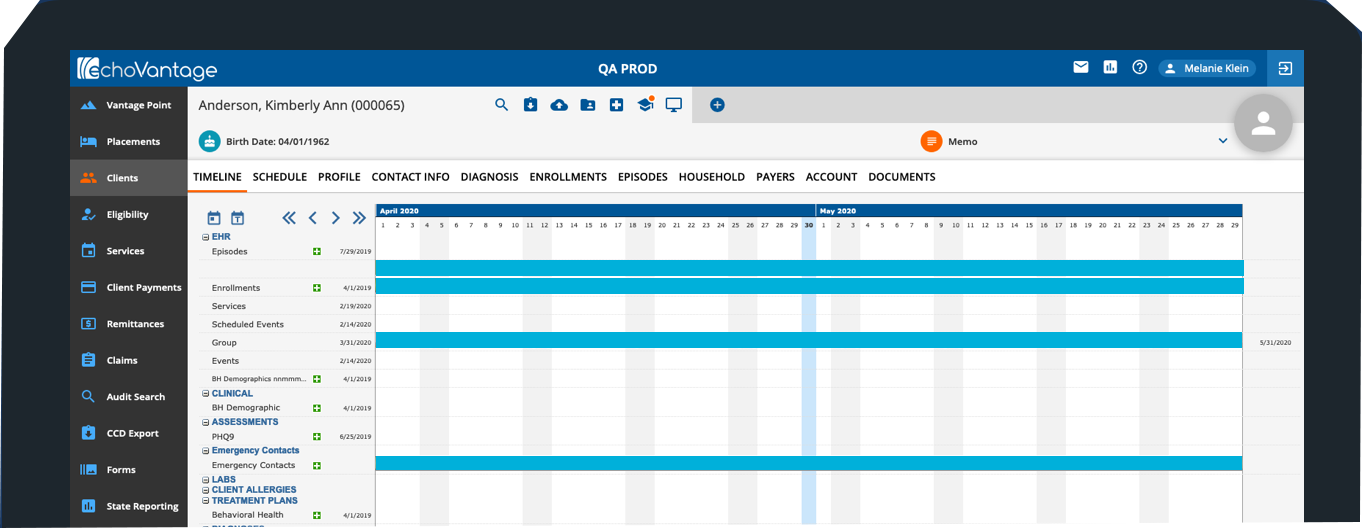 echoVantage
QA PROD
Melanie Klein
Vantage Point
Placements
Clients
Eligibility
Services
Client Payments
Remittances
Claims
Audit Search
CCD Export
Forms
State Reporting
Anderson, Kimberly Ann (000065)
Birth Date: 04/01/1962
Memo
TIMELINE SCHEDULE PROFILE CONTACT INFO DIAGNOSIS ENROLLMENTS EPISODES HOUSEHOLD PAYERS ACCOUNT DOCUMENTS
April 2020 May 2020
1 2 3 4 5 6 7 8 9 10 11 12 13 14 15 16 17 18 19 20 21 22 23 24 25 26 27 28 29 30 1 2 3 4 5 6 7 8 9 10 11 12 13 14 15 16 17 18 19 20 21 22 23 24 25 26 27 28 29
EHR
Episodes 7/29/2019
Enrollments 4/1/2019
Services 2/19/2020
Scheduled Events 2/14/2020
Group 3/31/2020 5/31/2020
Events 2/14/2020
BH Demographics nnmmm... 4/1/2019
CLINICAL
BH Demographic 4/1/2019
ASSESSMENTS
PHQ9 6/25/2019
Emergency Contacts
Emergency Contacts
LABS
CLIENT ALLERGIES
TREATMENT PLANS
Behavioral Health 4/1/2019